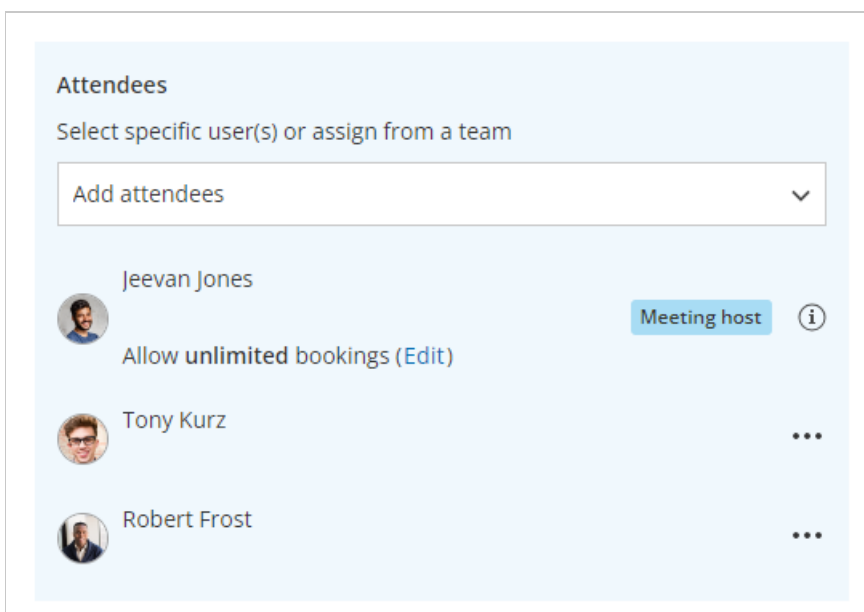 Attendees
Select specific user(s) or assign from a team
Add attendees
Jeevan Jones
Meeting host
Allow unlimited bookings (Edit)
Tony Kurz
Robert Frost